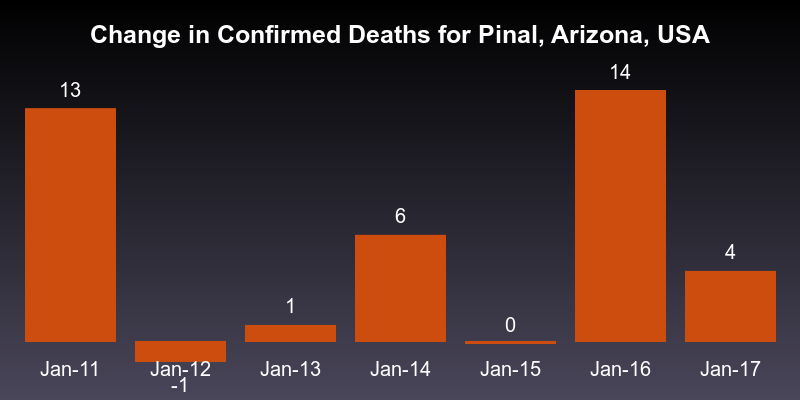 Change in Confirmed Deaths for Pinal, Arizona, USA
13
14
6
4
1
0
Jan-11
Jan-12
Jan-13
Jan-14
Jan-15
Jan-16
Jan-17
-1